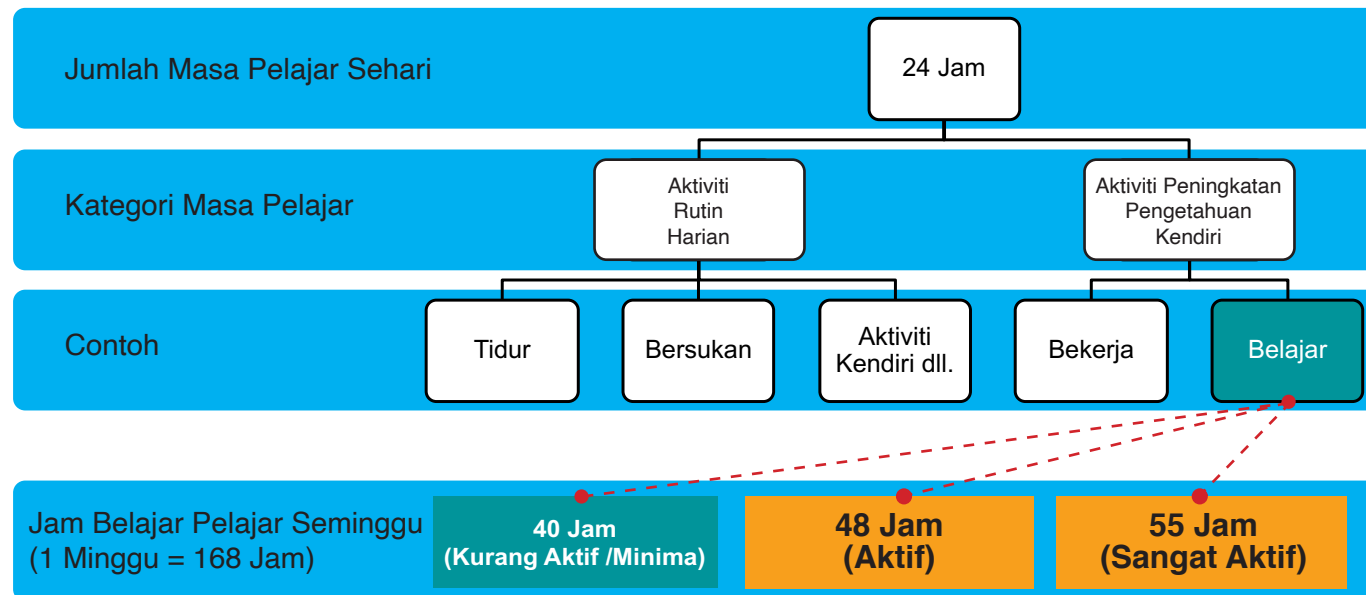 Jumlah Masa Pelajar Sehari
24 Jam
Kategori Masa Pelajar
Aktiviti
Rutin
Harian
Aktiviti Peningkatan
Pengetahuan
Kendiri
Contoh
Tidur
Bersukan
Aktiviti
Kendiri dll.
Bekerja
Belajar
Jam Belajar Pelajar Seminggu
(1 Minggu = 168 Jam)
40 Jam
(Kurang Aktif /Minima)
48 Jam
(Aktif)
55 Jam
(Sangat Aktif)